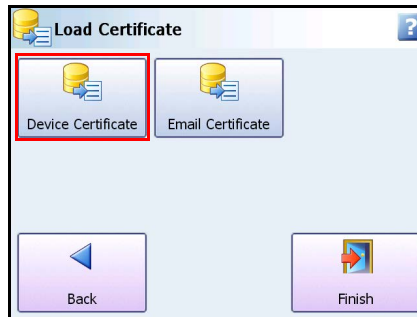 Load Certificate
?
Device Certificate
Email Certificate
Back
Finish